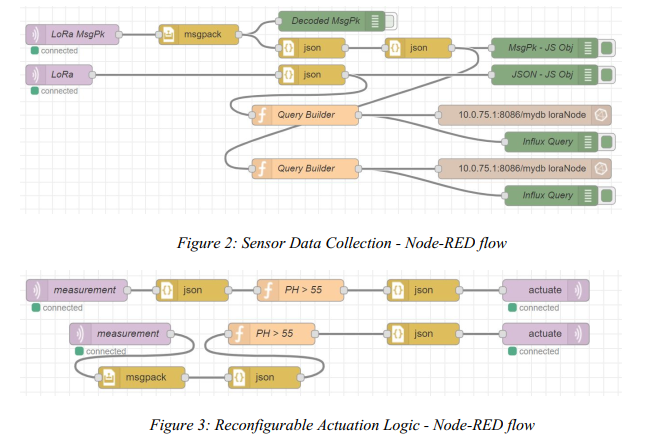 LoRa MsgPk
connected
msgpack
Decoded MsgPk
json
json
MsgPk - JS Obj
LoRa
connected
json
JSON - JS Obj
Query Builder
10.0.75.1:8086/mydb loraNode
Influx Query
Query Builder
10.0.75.1:8086/mydb loraNode
Influx Query
Figure 2: Sensor Data Collection - Node-RED flow
measurement
connected
json
PH > 55
json
actuate
connected
measurement
connected
PH > 55
json
actuate
connected
msgpack
json
Figure 3: Reconfigurable Actuation Logic - Node-RED flow